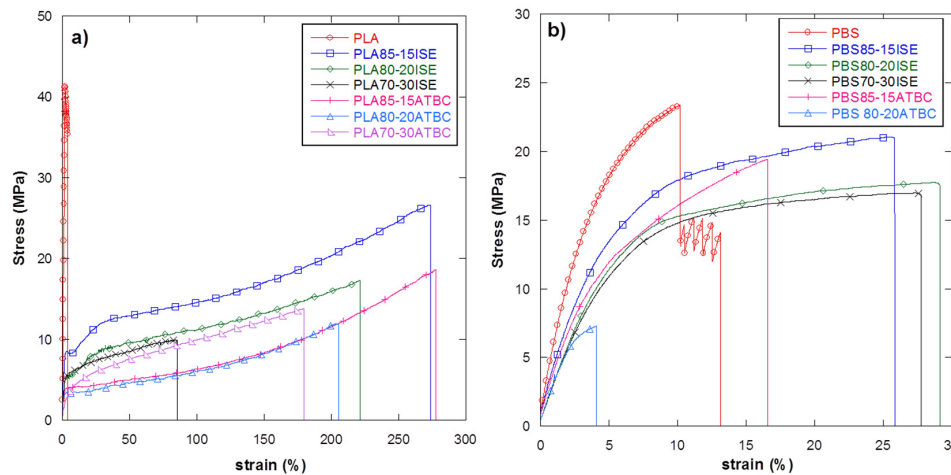 a)
PLA
PLA85-15ISE
PLA80-20ISE
PLA70-30ISE
PLA85-15ATBC
PLA80-20ATBC
PLA70-30ATBC
Stress (MPa)
50
40
30
20
10
0
0 50 100 150 200 250 300
strain (%)
b)
PBS
PBS85-15ISE
PBS80-20ISE
PBS70-30ISE
PBS85-15ATBC
PBS 80-20ATBC
Stress (MPa)
30
25
20
15
10
5
0
0 5 10 15 20 25
strain (%)